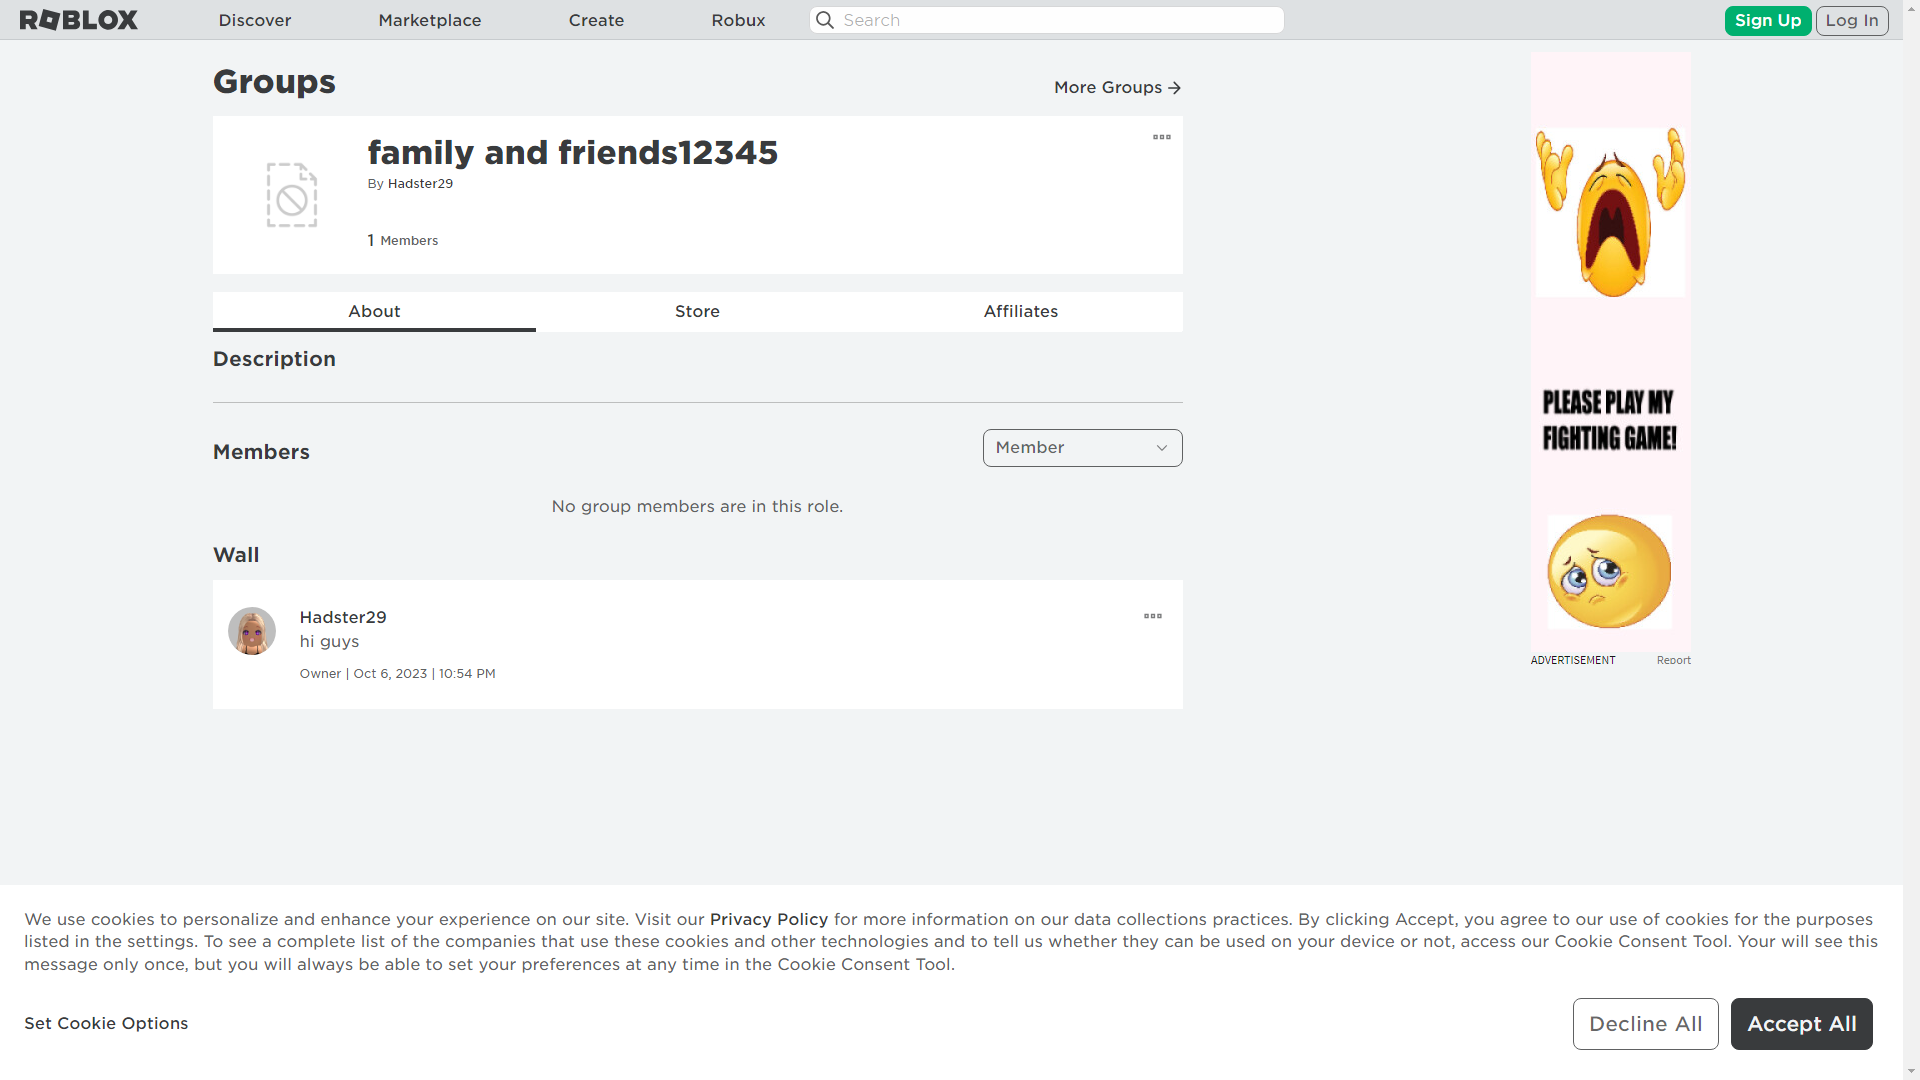 ROBLOX
Discover
Marketplace
Create
Robux
Search
Sign Up
Log In
Groups
More Groups
family and friends12345
By Hadster29
1 Members
About
Store
Affiliates
Description
Members
Member
No group members are in this role.
Wall
Hadster29
hi guys
Owner | Oct 6, 2023 | 10:54 PM
PLEASE PLAY MY
FIGHTING GAME!
ADVERTISEMENT
Report
We use cookies to personalize and enhance your experience on our site. Visit our Privacy Policy for more information on our data collections practices. By clicking Accept, you agree to our use of cookies for the purposes
listed in the settings. To see a complete list of the companies that use these cookies and other technologies and to tell us whether they can be used on your device or not, access our Cookie Consent Tool. Your will see this
message only once, but you will always be able to set your preferences at any time in the Cookie Consent Tool.
Set Cookie Options
Decline All
Accept All